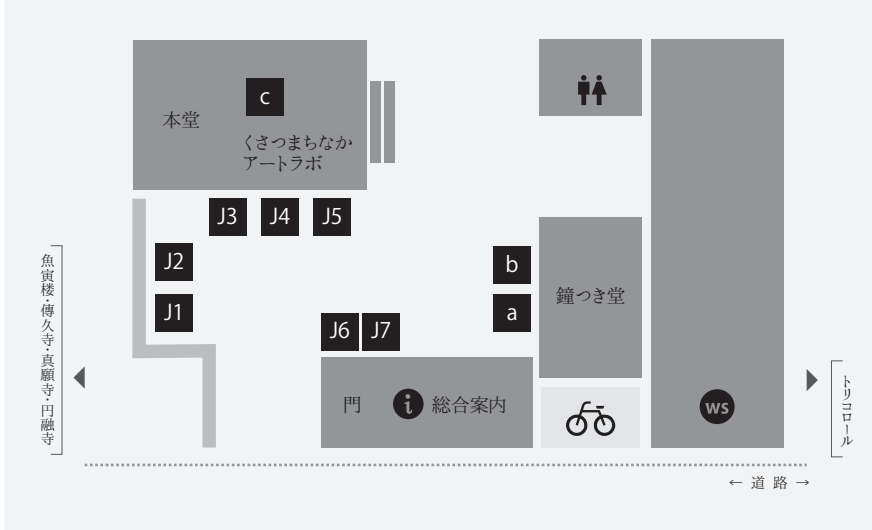 c
本堂
くさつまちなか
アートラボ
J3
J4
J5
J2
J1
b
a
鐘つき堂
J6
J7
門
i
総合案内
WS
魚寅楼・傳久寺・真願寺・円融寺
トリコロール
← 道 路 →